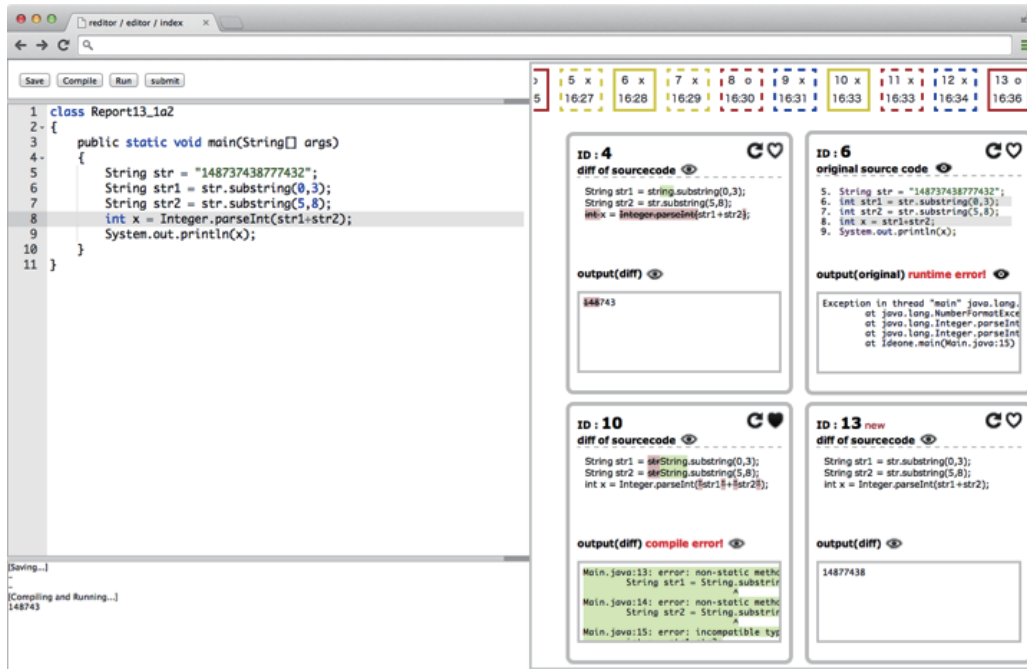 reditor / editor / index x
Save Compile Run submit
5 x 6 x 7 x 8 o 9 x 10 x 11 x 12 x 13 o
5 16:27 16:28 16:29 16:30 16:31 16:33 16:33 16:34 16:36
1 class Report13_1a2
2 {
3 public static void main(String[] args)
4 {
5 String str = "148737438777432";
6 String str1 = str.substring(0,3);
7 String str2 = str.substring(5,8);
8 int x = Integer.parseInt(str1+str2);
9 System.out.println(x);
10 }
11 }
[Saving...]
-
-
[Compiling and Running...]
148743
ID : 4
diff of sourcecode
String str1 = string.substring(0,3);
String str2 = str.substring(5,8);
int x = Integer.parseInt(str1+str2);
output(diff)
148743
ID : 6
original source code
5. String str = "148737438777432";
6. int str1 = str.substring(0,3);
7. int str2 = str.substring(5,8);
8. int x = str1+str2;
9. System.out.println(x);
output(original) runtime error!
Exception in thread "main" java.lang.
at java.lang.NumberFormatExce
at java.lang.Integer.parseInt
at java.lang.Integer.parseInt
at Ideone.main(Main.java:15)
ID : 10
diff of sourcecode
String str1 = strString.substring(0,3);
String str2 = strString.substring(5,8);
int x = Integer.parseInt("str1"+"str2");
output(diff) compile error!
Main.java:13: error: non-static metho
String str1 = String.substrin
^
Main.java:14: error: non-static metho
String str2 = String.substrin
^
Main.java:15: error: incompatible typ
ID : 13 new
diff of sourcecode
String str1 = str.substring(0,3);
String str2 = str.substring(5,8);
int x = Integer.parseInt(str1+str2);
output(diff)
14877438